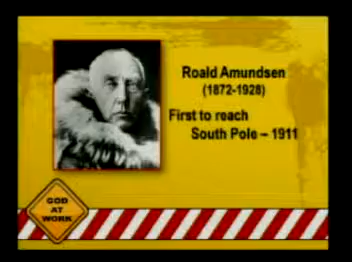 Roald Amundsen
(1872-1928)
First to reach
South Pole – 1911
GOD
AT
WORK